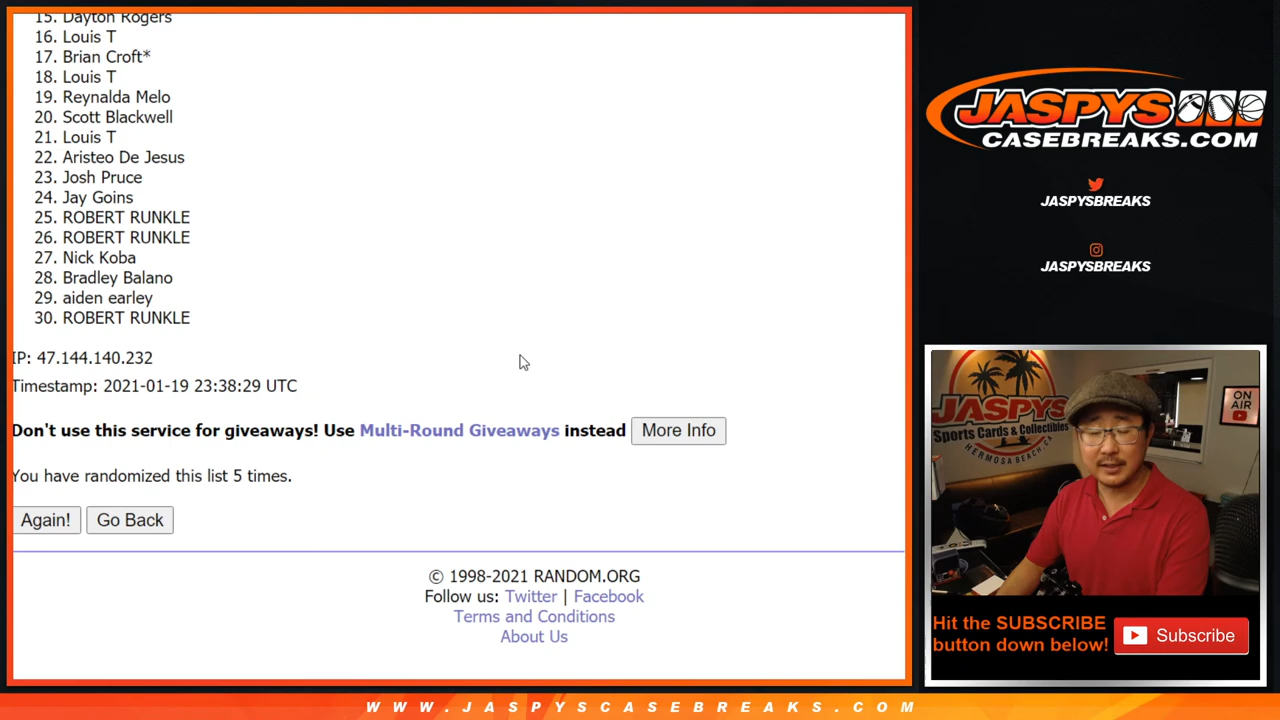 15. Dayton Rogers
16. Louis T
17. Brian Croft*
18. Louis T
19. Reynalda Melo
20. Scott Blackwell
21. Louis T
22. Aristeo De Jesus
23. Josh Pruce
24. Jay Goins
25. ROBERT RUNKLE
26. ROBERT RUNKLE
27. Nick Koba
28. Bradley Balano
29. aiden earley
30. ROBERT RUNKLE
IP: 47.144.140.232
Timestamp: 2021-01-19 23:38:29 UTC
Don't use this service for giveaways! Use Multi-Round Giveaways instead More Info
You have randomized this list 5 times.
Again! Go Back
© 1998-2021 RANDOM.ORG
Follow us: Twitter | Facebook
Terms and Conditions
About Us
JASPYS
CASEBREAKS.COM
JASPYSBREAKS
JASPYSBREAKS
JASPYS
Sports Cards & Collectibles
HERMOSA BEACH, CA
ON
AIR
Hit the SUBSCRIBE
button down below!
Subscribe
WWW.JASPYSCASEBREAKS.COM